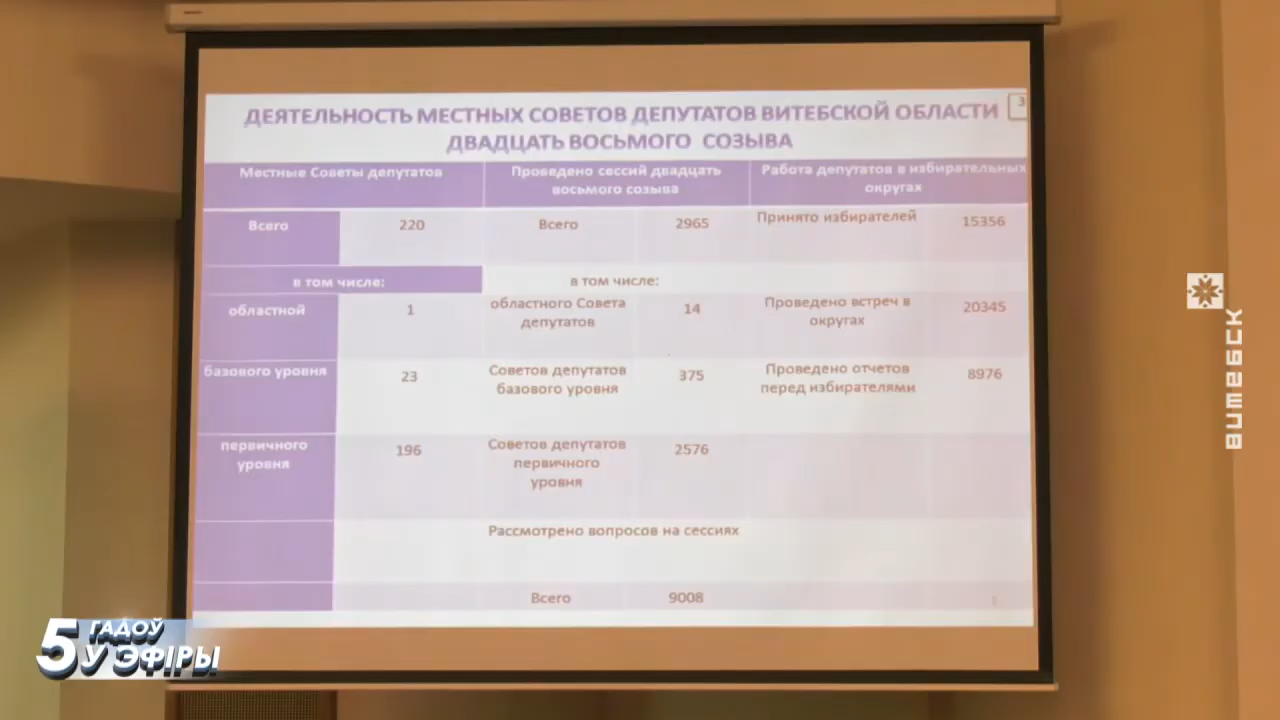 ДЕЯТЕЛЬНОСТЬ МЕСТНЫХ СОВЕТОВ ДЕПУТАТОВ ВИТЕБСКОЙ ОБЛАСТИ
3
ДВАДЦАТЬ ВОСЬМОГО СОЗЫВА
Местные Советы депутатов
Проведено сессий двадцать
восьмого созыва
Работа депутатов в избирательных
округах
Всего
220
Всего
2965
Принято избирателей
15356
в том числе:
в том числе:
областной
1
областного Совета
депутатов
14
Проведено встреч в
округах
20345
базового уровня
23
Советов депутатов
базового уровня
375
Проведено отчетов
перед избирателями
8976
первичного
уровня
196
Советов депутатов
первичного
уровня
2576
Рассмотрено вопросов на сессиях
Всего
9008
ВИТЕБСК
5 ГАДОЎ
У ЭФІРЫ